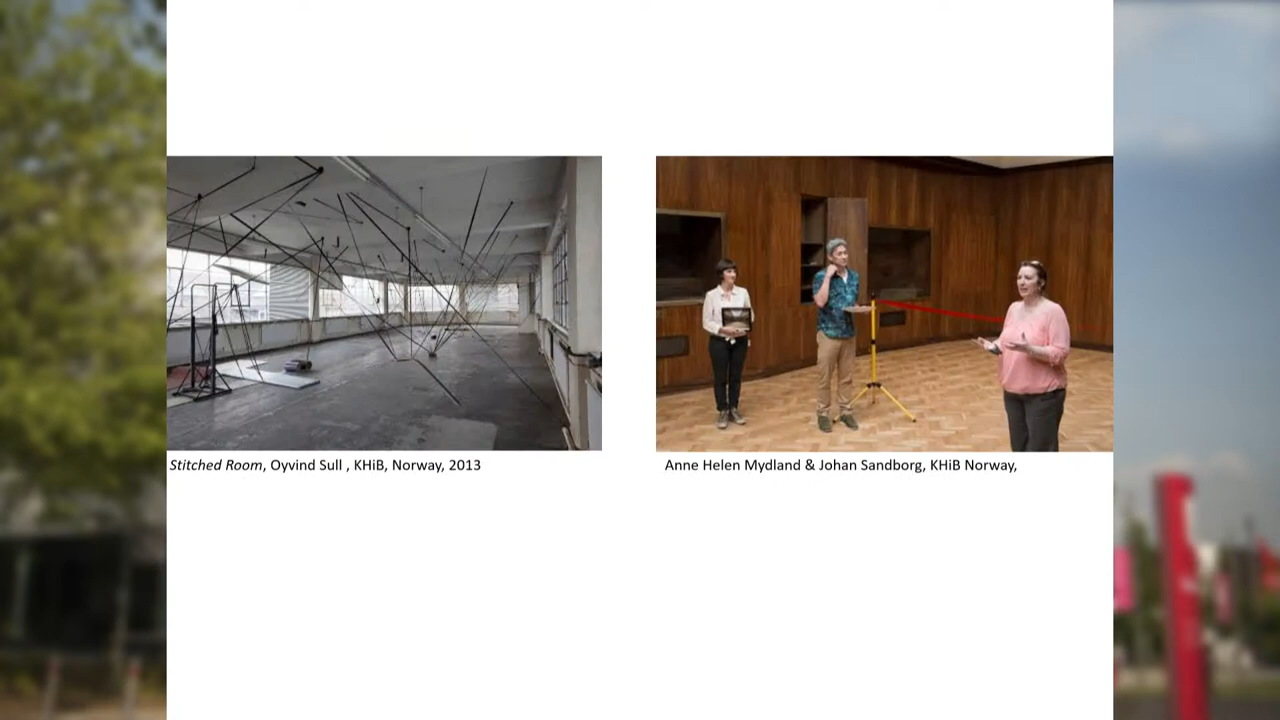 Stitched Room, Oyvind Sull , KHiB, Norway, 2013
Anne Helen Mydland & Johan Sandborg, KHiB Norway,